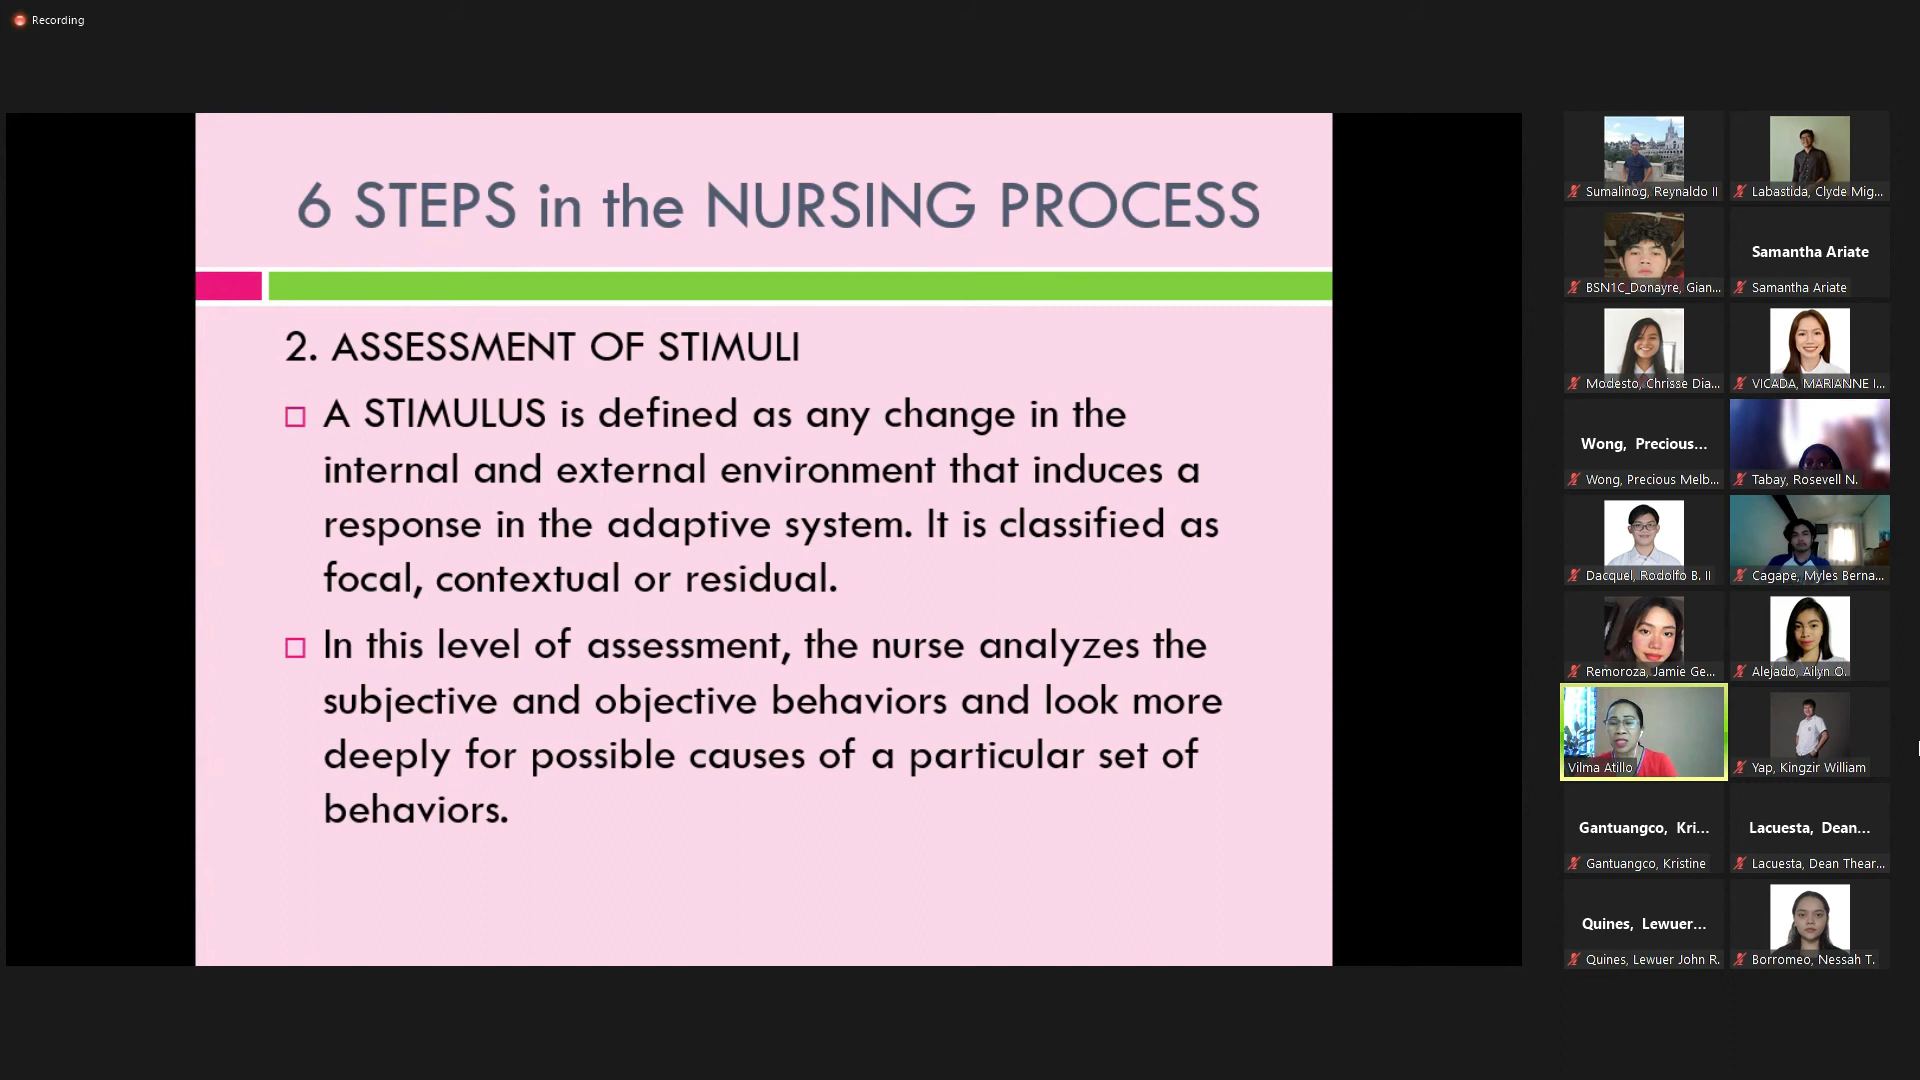 Recording
6 STEPS in the NURSING PROCESS
2. ASSESSMENT OF STIMULI
A STIMULUS is defined as any change in the
internal and external environment that induces a
response in the adaptive system. It is classified as
focal, contextual or residual.
In this level of assessment, the nurse analyzes the
subjective and objective behaviors and look more
deeply for possible causes of a particular set of
behaviors.
Sumalinog, Reynaldo II
Labastida, Clyde Mig...
BSN1C_Donayre, Gian...
Samantha Ariate
Samantha Ariate
Modesto, Chrisse Dia...
VICADA, MARIANNE I...
Wong, Precious...
Wong, Precious Melb...
Tabay, Rosevell N.
Dacquel, Rodolfo B. II
Cagape, Myles Berna...
Remoroza, Jamie Ge...
Alejado, Ailyn O.
Vilma Atillo
Yap, Kingzir William
Gantuangco, Kri...
Gantuangco, Kristine
Lacuesta, Dean...
Lacuesta, Dean Thear...
Quines, Lewuer...
Quines, Lewuer John R.
Borromeo, Nessah T.